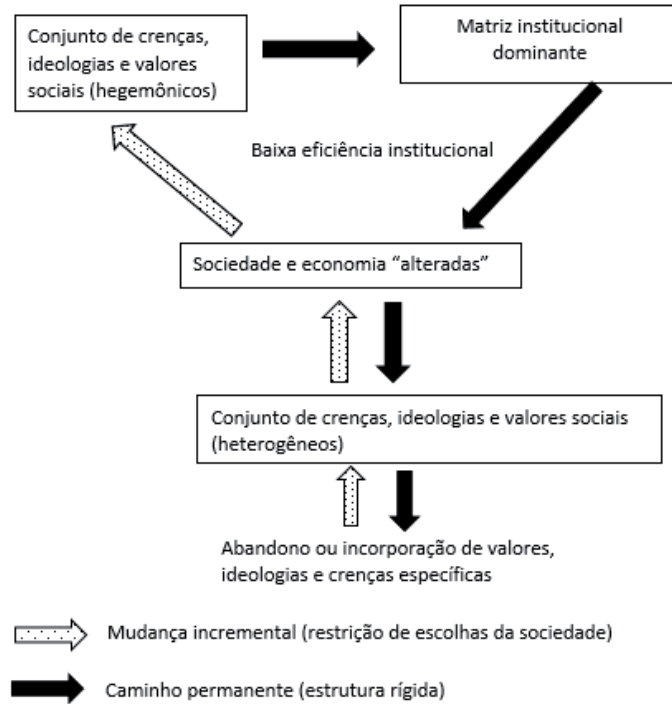 Conjunto de crenças,
ideologias e valores
sociais (hegemônicos)
Matriz institucional
dominante
Baixa eficiência institucional
Sociedade e economia “alteradas”
Conjunto de crenças, ideologias e valores sociais
(heterogêneos)
Abandono ou incorporação de valores,
ideologias e crenças específicas
Mudança incremental (restrição de escolhas da sociedade)
Caminho permanente (estrutura rígida)